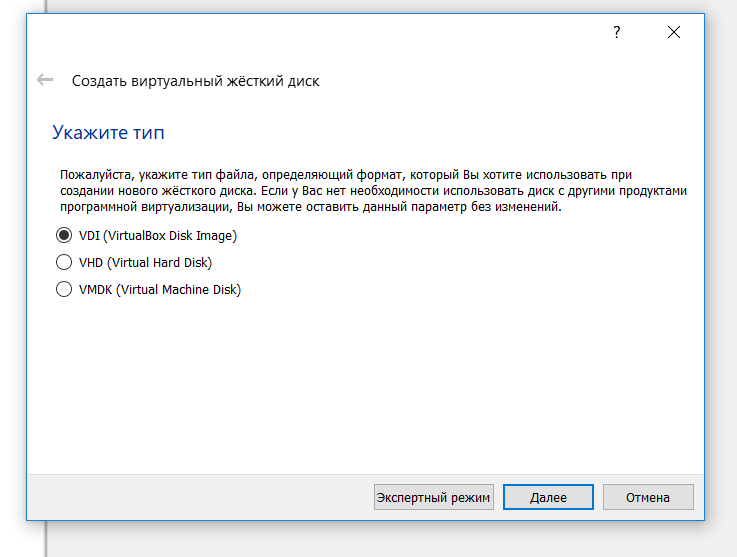 ?
Создать виртуальный жёсткий диск
Укажите тип
Пожалуйста, укажите тип файла, определяющий формат, который Вы хотите использовать при
создании нового жёсткого диска. Если у Вас нет необходимости использовать диск с другими продуктами
программной виртуализации, Вы можете оставить данный параметр без изменений.
VDI (VirtualBox Disk Image)
VHD (Virtual Hard Disk)
VMDK (Virtual Machine Disk)
Экспертный режим Далее Отмена